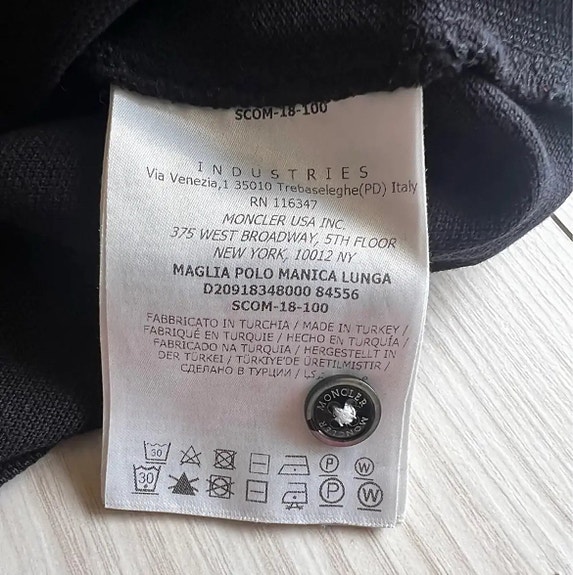 SCOM-18-100
INDUSTRIES
Via Venezia,1 35010 Trebaseleghe(PD) Italy
RN 116347
MONCLER USA INC.
375 WEST BROADWAY, 5TH FLOOR
NEW YORK, 10012 NY
MAGLIA POLO MANICA LUNGA
D20918348000 84556
SCOM-18-100
FABBRICATO IN TURCHIA / MADE IN TURKEY /
FABRIQUÉ EN TURQUIE / HECHO EN TURQUÍA /
FABRICADO NA TURQUIA / HERGESTELLT IN
DER TÜRKEI / TÜRKİYE'DE ÜRETİLMİŞTİR /
СДЕЛАНО В ТУРЦИИ /
MONCLER MONCLER
30 P W
30 P W